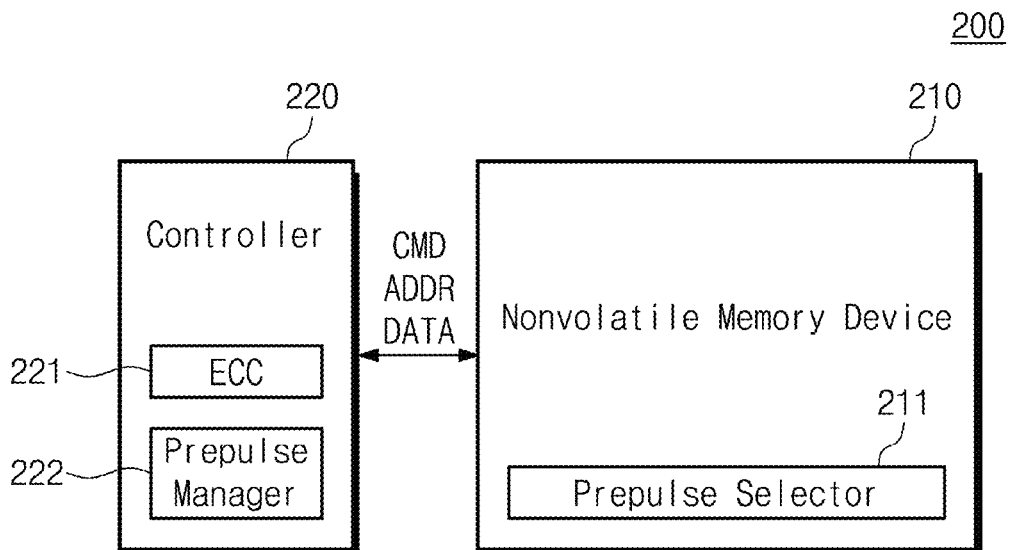 200
220
210
Controller
CMD
ADDR
DATA
Nonvolatile Memory Device
221
ECC
211
222
Prepulse
Manager
Prepulse Selector